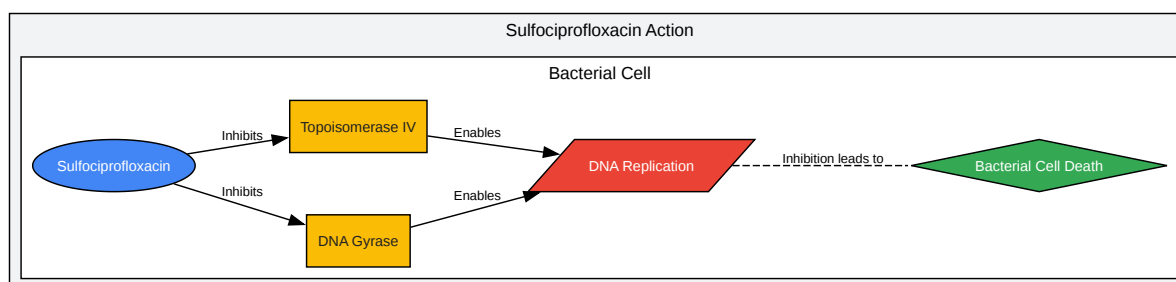 Sulfociprofloxacin Action
Bacterial Cell
Sulfociprofloxacin
Inhibits
Topoisomerase IV
Enables
Inhibits
DNA Gyrase
Enables
DNA Replication
Inhibition leads to
Bacterial Cell Death